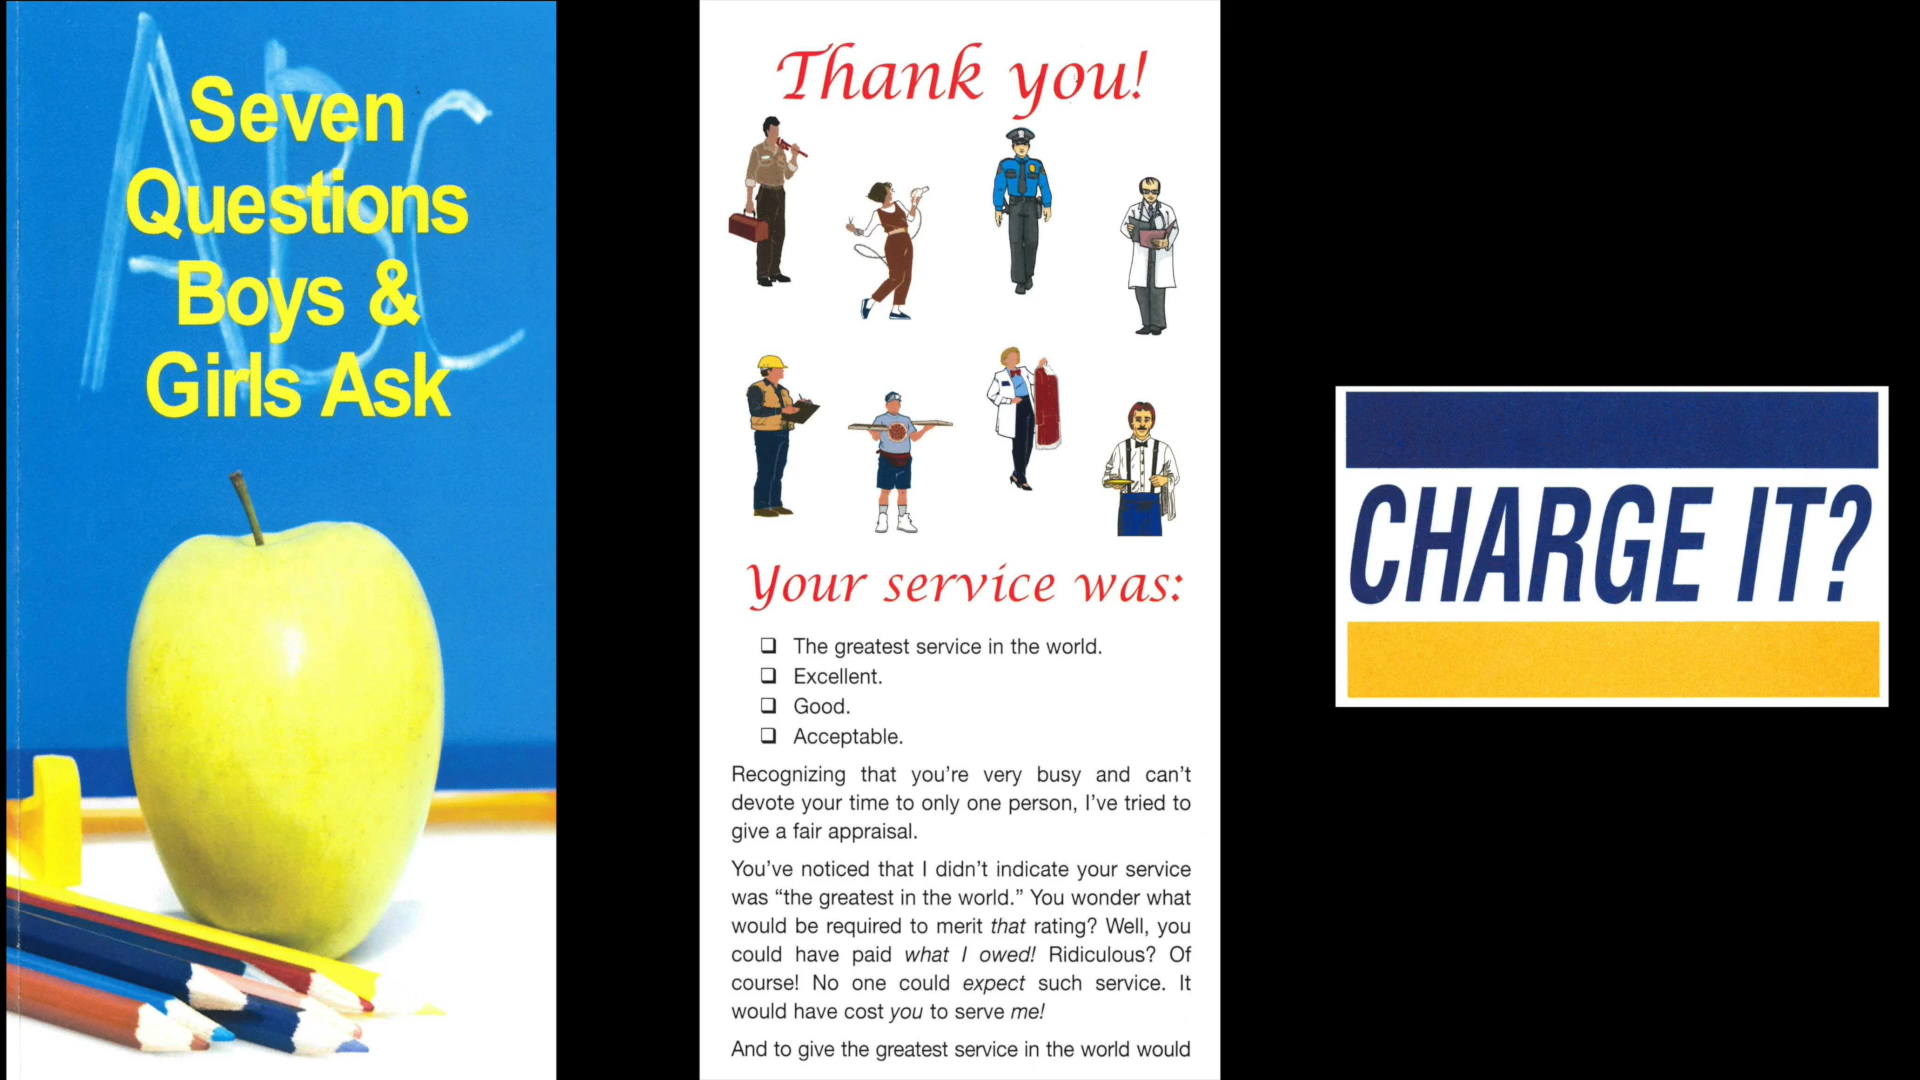 ABC
Seven
Questions
Boys &
Girls Ask
Thank you!
Your service was:
❑ The greatest service in the world.
❑ Excellent.
❑ Good.
❑ Acceptable.
Recognizing that you're very busy and can't
devote your time to only one person, I've tried to
give a fair appraisal.
You've noticed that I didn't indicate your service
was “the greatest in the world.” You wonder what
would be required to merit that rating? Well, you
could have paid what I owed! Ridiculous? Of
course! No one could expect such service. It
would have cost you to serve me!
And to give the greatest service in the world would
CHARGE IT?